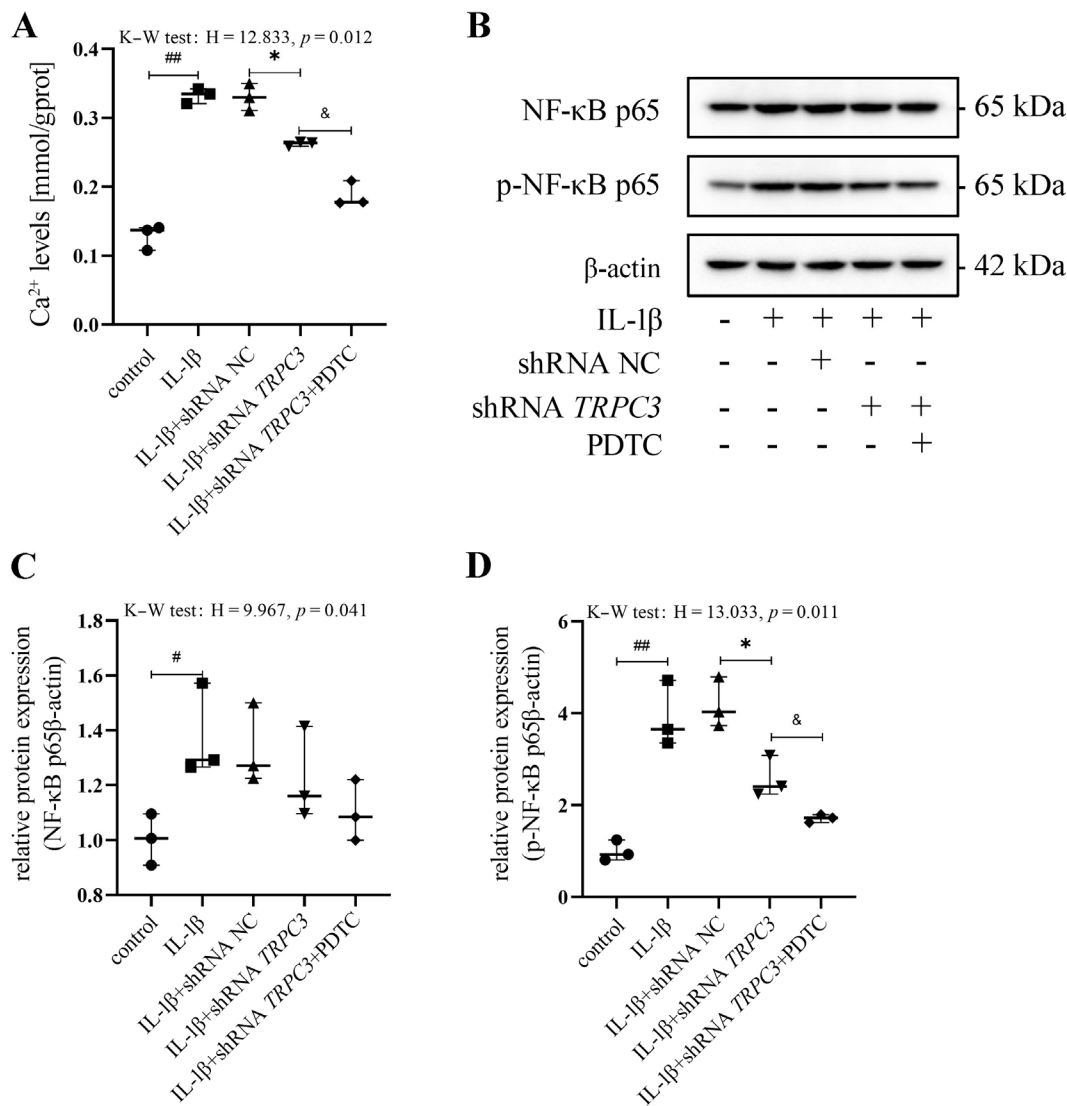 A
K–W test: H = 12.833, p = 0.012
Ca²⁺ levels [mmol/gprot]
0.4
0.3
0.2
0.1
0.0
##
*
&
control
IL-1β
IL-1β+shRNA NC
IL-1β+shRNA TRPC3
IL-1β+shRNA TRPC3+PDTC
B
NF-κB p65
65 kDa
p-NF-κB p65
65 kDa
β-actin
42 kDa
IL-1β - + + + +
shRNA NC - - + - -
shRNA TRPC3 - - - + +
PDTC - - - - +
C
K–W test: H = 9.967, p = 0.041
relative protein expression
(NF-κB p65β-actin)
1.8
1.6
1.4
1.2
1.0
0.8
#
control
IL-1β
IL-1β+shRNA NC
IL-1β+shRNA TRPC3
IL-1β+shRNA TRPC3+PDTC
D
K–W test: H = 13.033, p = 0.011
relative protein expression
(p-NF-κB p65β-actin)
6
4
2
0
##
*
&
control
IL-1β
IL-1β+shRNA NC
IL-1β+shRNA TRPC3
IL-1β+shRNA TRPC3+PDTC